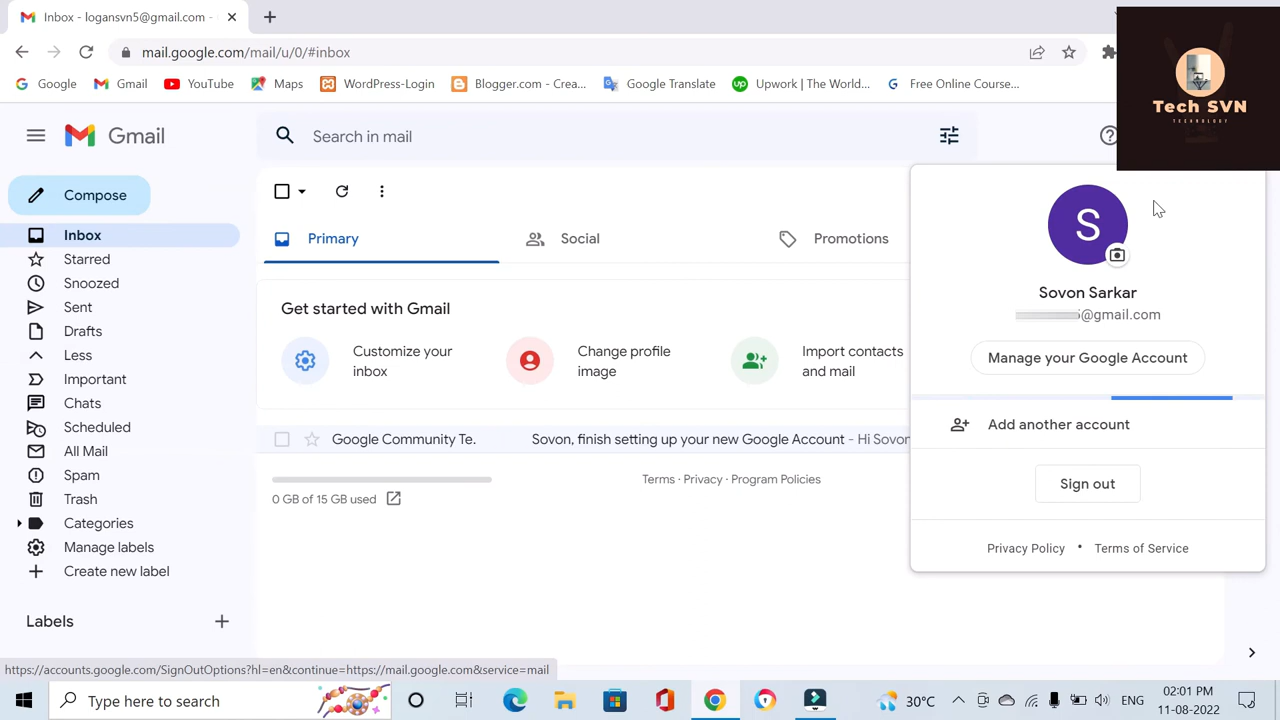 Inbox - logansvn5@gmail.com -
mail.google.com/mail/u/0/#inbox
Google
Gmail
YouTube
Maps
WordPress-Login
Blogger.com - Crea...
Google Translate
Upwork | The World...
Free Online Course...
Tech SVN
TECHNOLOGY
Gmail
Search in mail
Compose
Inbox
Starred
Snoozed
Sent
Drafts
Less
Important
Chats
Scheduled
All Mail
Spam
Trash
Categories
Manage labels
Create new label
Labels
Primary
Social
Promotions
Get started with Gmail
Customize your
inbox
Change profile
image
Import contacts
and mail
Google Community Te.
Sovon, finish setting up your new Google Account - Hi Sovon
Terms · Privacy · Program Policies
0 GB of 15 GB used
S
Sovon Sarkar
5@gmail.com
Manage your Google Account
Add another account
Sign out
Privacy Policy • Terms of Service
https://accounts.google.com/SignOutOptions?hl=en&continue=https://mail.google.com&service=mail
Type here to search
30°C
ENG
02:01 PM
11-08-2022